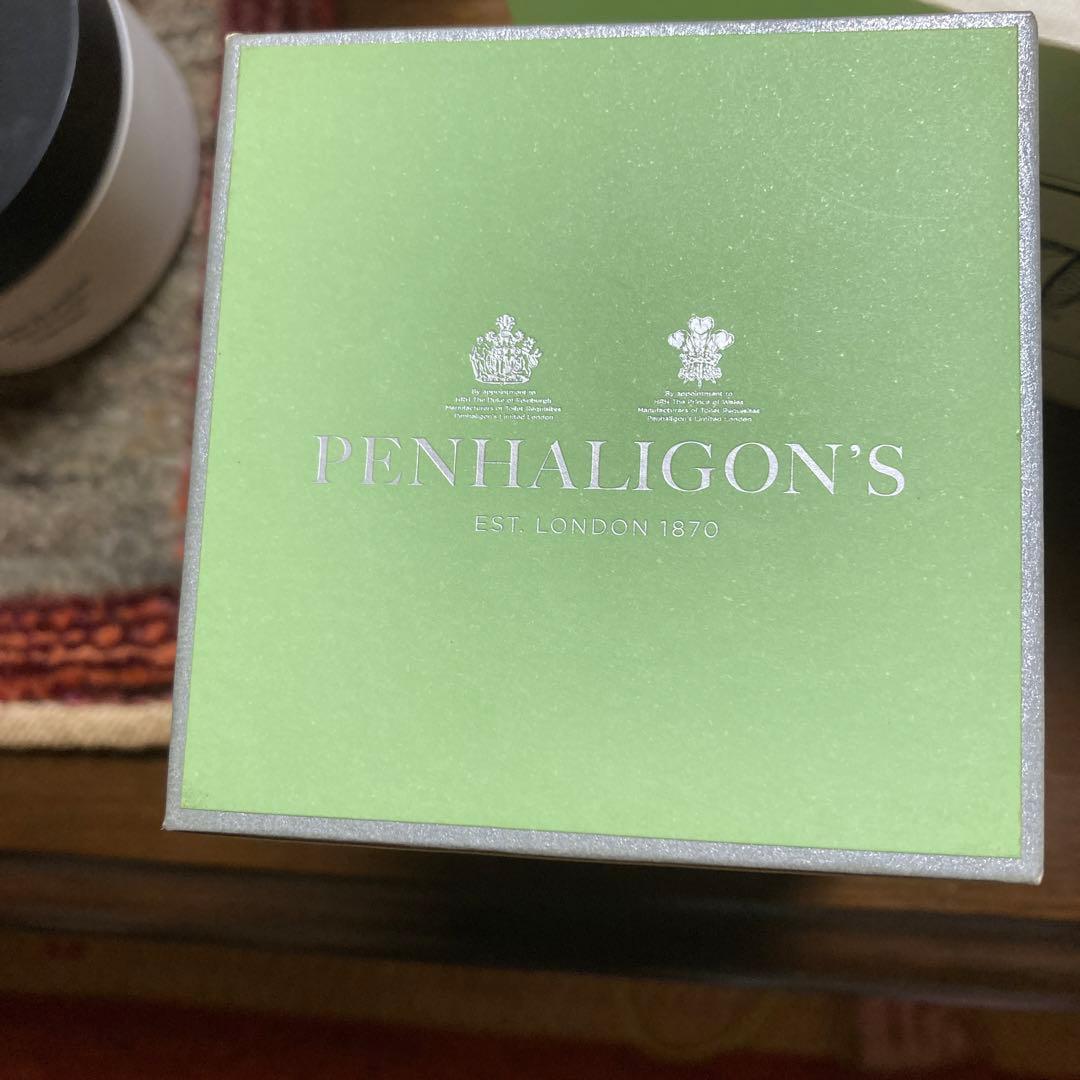 By appointment to
HRH The Duke of Edinburgh
Manufacturers of Toilet Requisites
Penhaligon's Limited London
By appointment to
HRH The Prince of Wales
Manufacturers of Toilet Requisites
Penhaligon's Limited London
PENHALIGON'S
EST. LONDON 1870